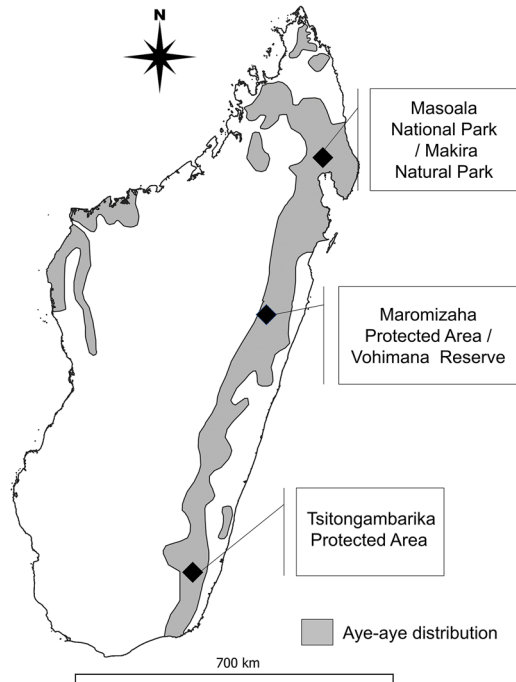 N
Masoala
National Park
/ Makira
Natural Park
Maromizaha
Protected Area /
Vohimana Reserve
Tsitongambarika
Protected Area
Aye-aye distribution
700 km